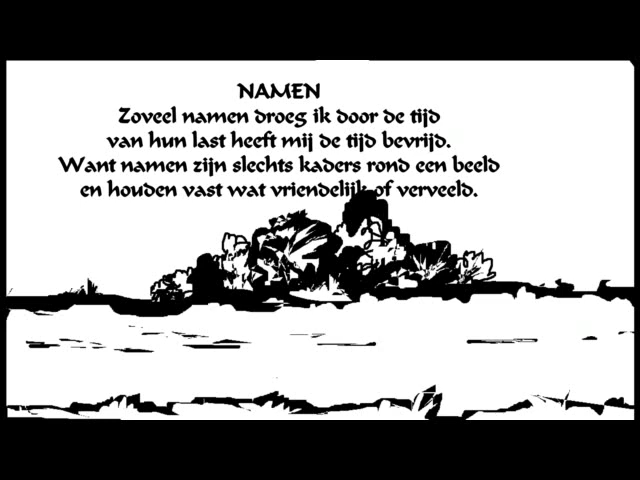 NAMEN
Zoveel namen droeg ik door de tijd
van hun last heeft mij de tijd bevrijd.
Want namen zijn slechts kaders rond een beeld
en houden vast wat vriendelijk of verveeld.